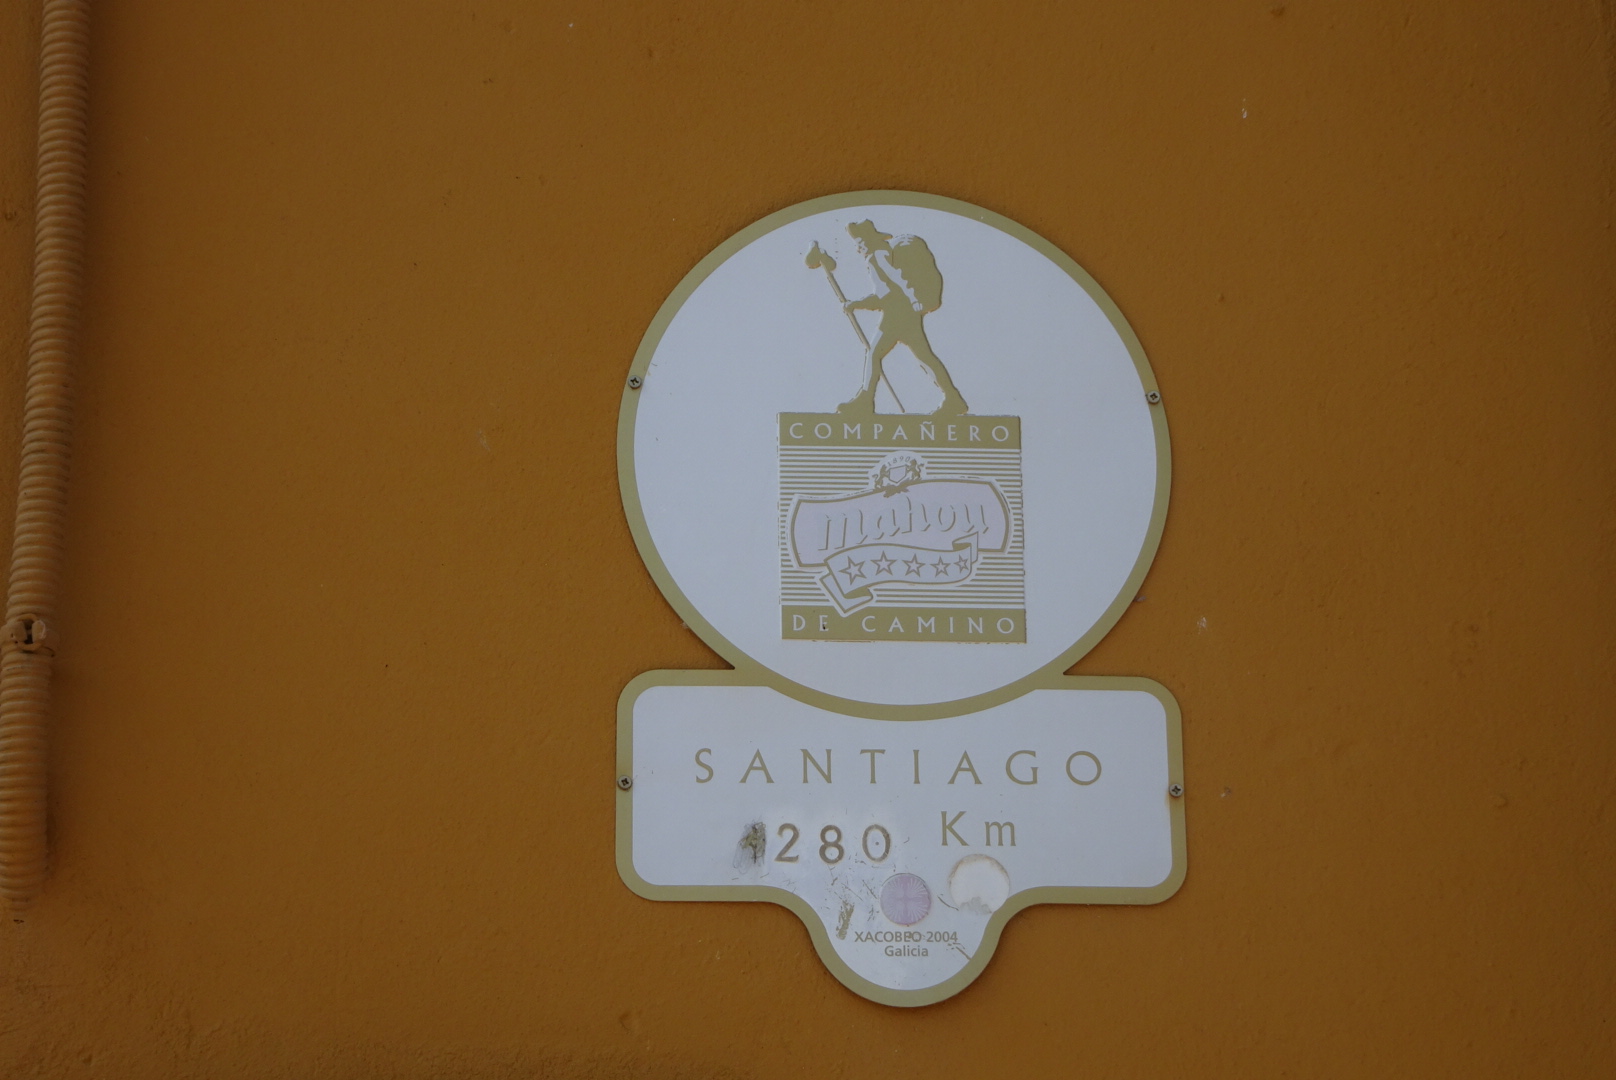 COMPAÑERO
mahou
DE CAMINO
SANTIAGO
280 Km
XACOBEO 2004
Galicia